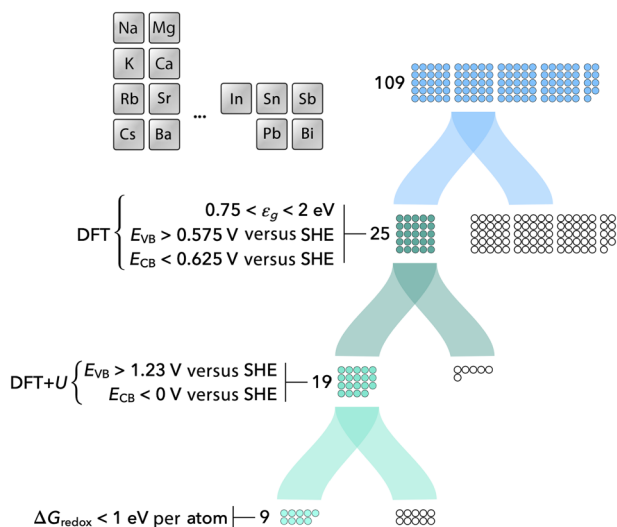 Na Mg
K Ca
Rb Sr ... In Sn Sb
Cs Ba Pb Bi
109
0.75 < εg < 2 eV
DFT { EVB > 0.575 V versus SHE 25
ECB < 0.625 V versus SHE
DFT+U { EVB > 1.23 V versus SHE 19
ECB < 0 V versus SHE
ΔGredox < 1 eV per atom 9